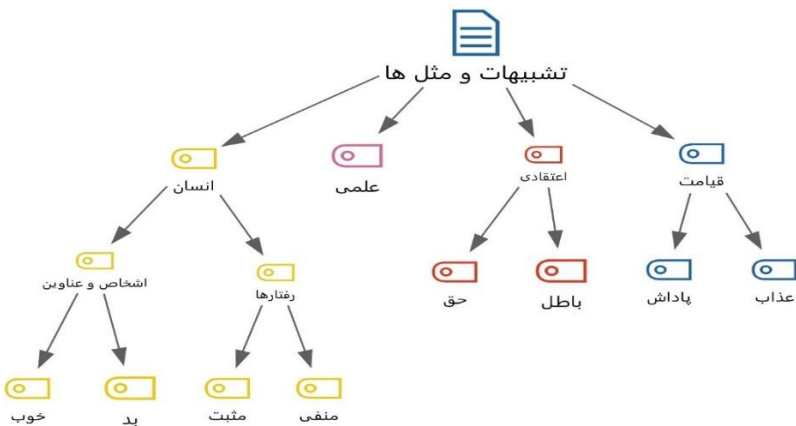 تشبیهات و مثل ها
قیامت
اعتقادی
علمی
انسان
عذاب
پاداش
باطل
حق
رفتارها
اشخاص و عناوین
منفی
مثبت
بد
خوب